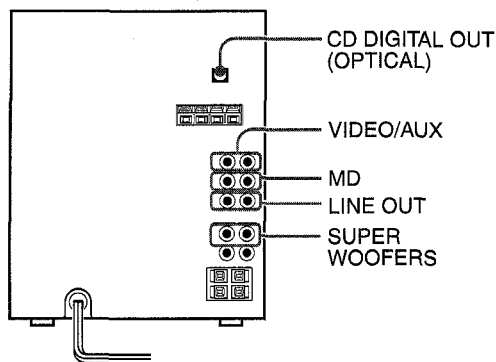 CD DIGITAL OUT
(OPTICAL)
VIDEO/AUX
MD
LINE OUT
SUPER
WOOFERS